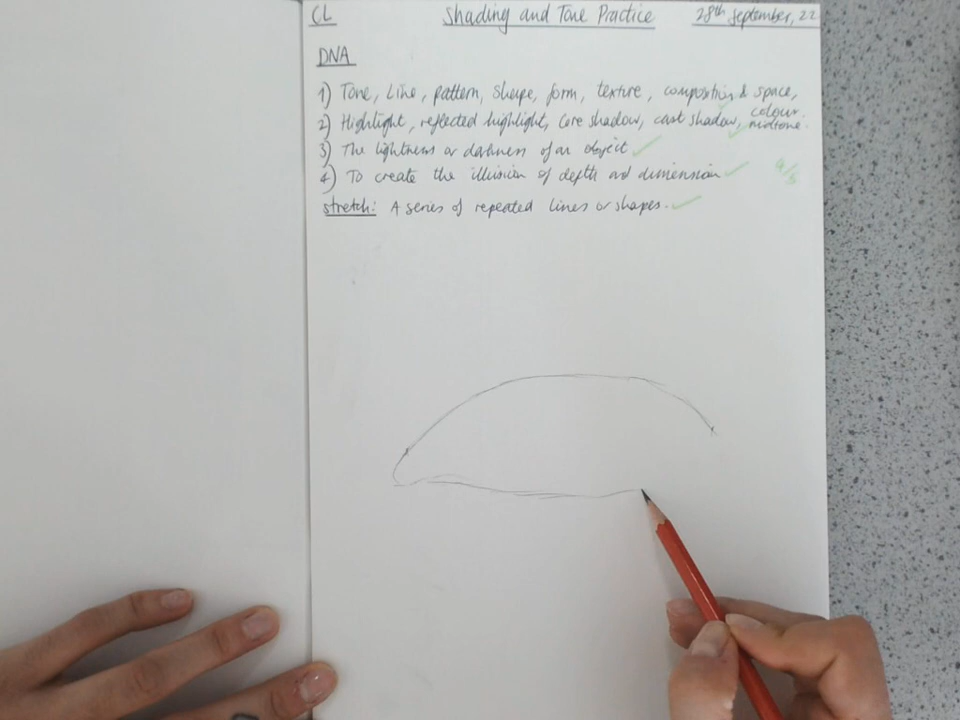 CL Shading and Tone Practice 28th September, 22
DNA
1) Tone, Line, pattern, shape, form, texture, composition & space, colour.
2) Highlight, reflected highlight, core shadow, cast shadow, midtone.
3) The lightness or darkness of an object
4) To create the illusion of depth and dimension 4/5
stretch: A series of repeated lines or shapes.